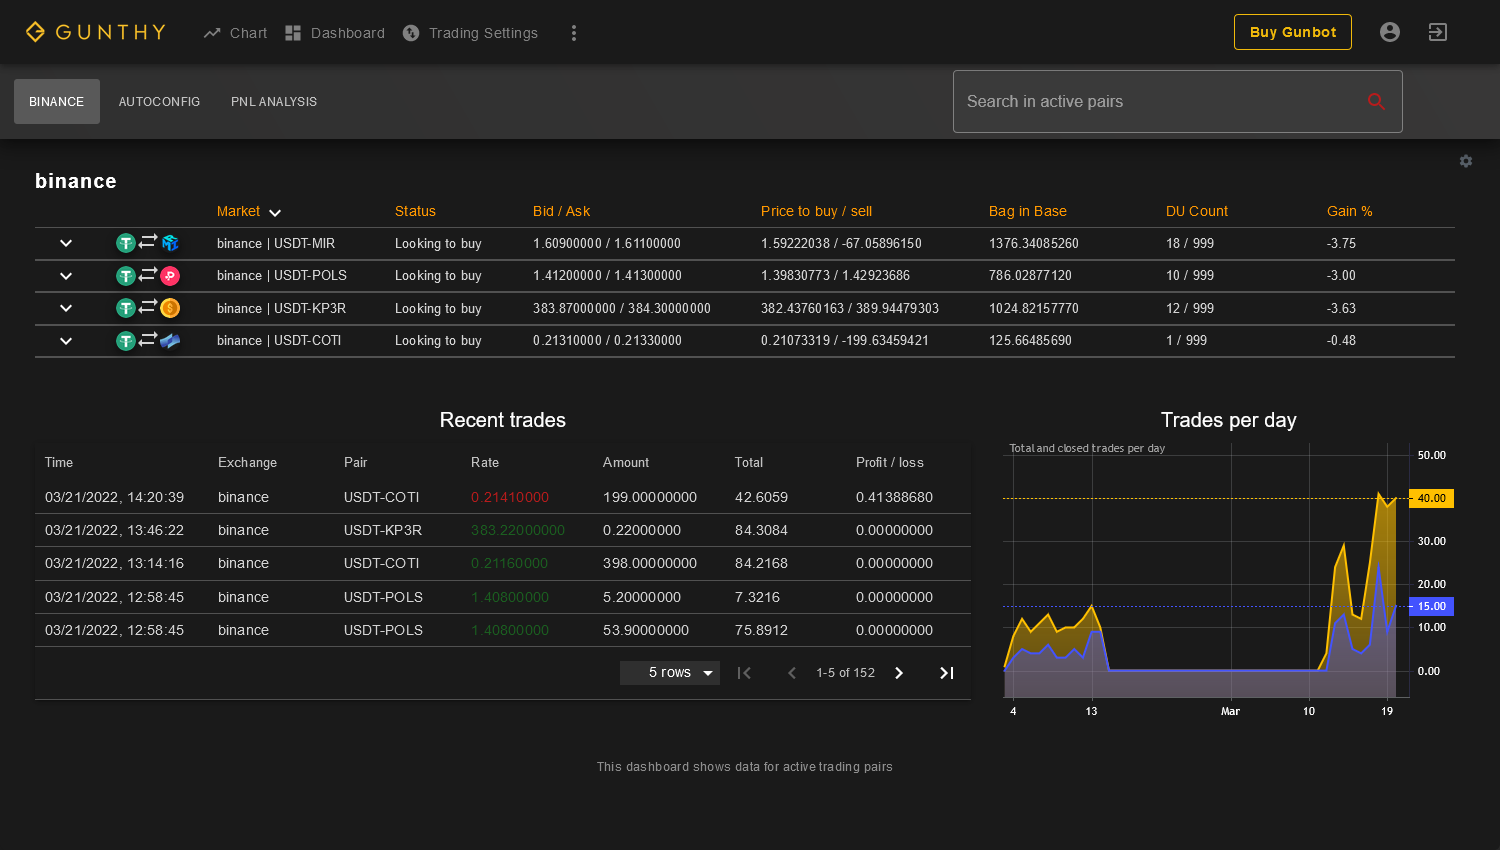 GUNTHY Chart Dashboard Trading Settings Buy Gunbot
BINANCE AUTOCONFIG PNL ANALYSIS Search in active pairs
binance
Market Status Bid / Ask Price to buy / sell Bag in Base DU Count Gain %
binance | USDT-MIR Looking to buy 1.60900000 / 1.61100000 1.59222038 / -67.05896150 1376.34085260 18 / 999 -3.75
binance | USDT-POLS Looking to buy 1.41200000 / 1.41300000 1.39830773 / 1.42923686 786.02877120 10 / 999 -3.00
binance | USDT-KP3R Looking to buy 383.87000000 / 384.30000000 382.43760163 / 389.94479303 1024.82157770 12 / 999 -3.63
binance | USDT-COTI Looking to buy 0.21310000 / 0.21330000 0.21073319 / -199.63459421 125.66485690 1 / 999 -0.48
Recent trades
Time Exchange Pair Rate Amount Total Profit / loss
03/21/2022, 14:20:39 binance USDT-COTI 0.21410000 199.00000000 42.6059 0.41388680
03/21/2022, 13:46:22 binance USDT-KP3R 383.22000000 0.22000000 84.3084 0.00000000
03/21/2022, 13:14:16 binance USDT-COTI 0.21160000 398.00000000 84.2168 0.00000000
03/21/2022, 12:58:45 binance USDT-POLS 1.40800000 5.20000000 7.3216 0.00000000
03/21/2022, 12:58:45 binance USDT-POLS 1.40800000 53.90000000 75.8912 0.00000000
5 rows 1-5 of 152
Trades per day
Total and closed trades per day
50.00
40.00
30.00
20.00
15.00
10.00
0.00
4 13 Mar 10 19
This dashboard shows data for active trading pairs